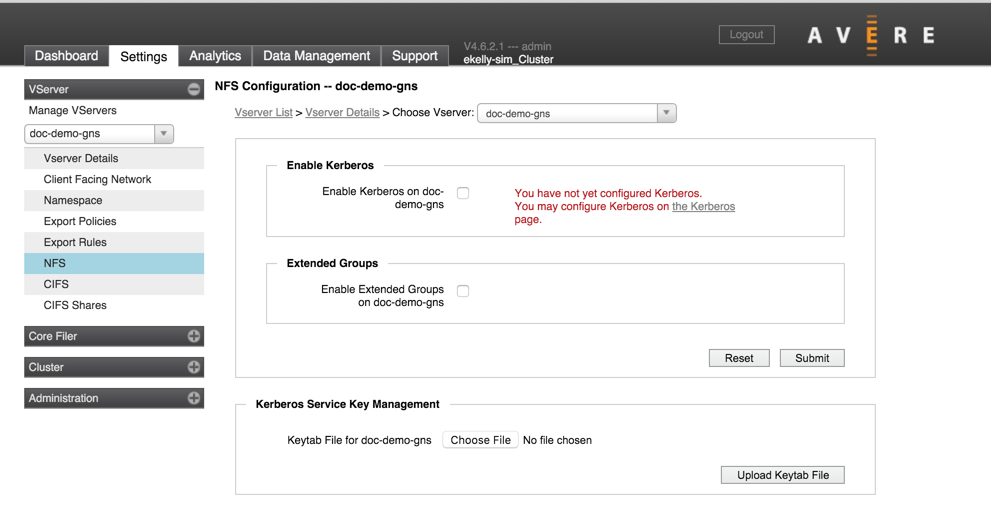 Logout
AVERE
Dashboard
Settings
Analytics
Data Management
Support
V4.6.2.1 --- admin
ekelly-sim_Cluster
VServer
Manage VServers
doc-demo-gns
Vserver Details
Client Facing Network
Namespace
Export Policies
Export Rules
NFS
CIFS
CIFS Shares
Core Filer
Cluster
Administration
NFS Configuration -- doc-demo-gns
Vserver List > Vserver Details > Choose Vserver: doc-demo-gns
Enable Kerberos
Enable Kerberos on doc-
demo-gns
You have not yet configured Kerberos.
You may configure Kerberos on the Kerberos
page.
Extended Groups
Enable Extended Groups
on doc-demo-gns
Reset
Submit
Kerberos Service Key Management
Keytab File for doc-demo-gns
Choose File
No file chosen
Upload Keytab File